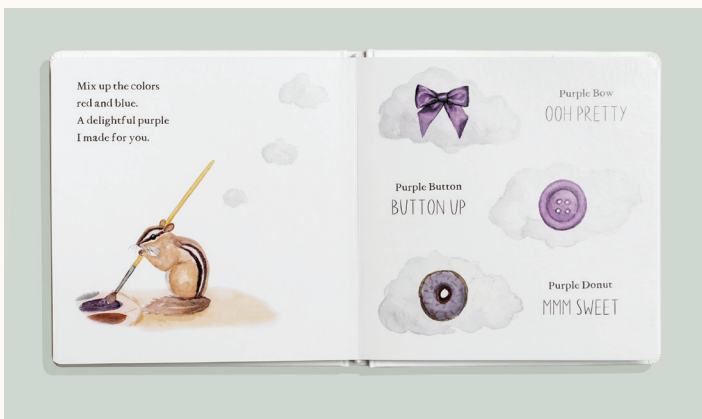 Mix up the colors
red and blue.
A delightful purple
I made for you.
Purple Bow
OOH PRETTY
Purple Button
BUTTON UP
Purple Donut
MMM SWEET